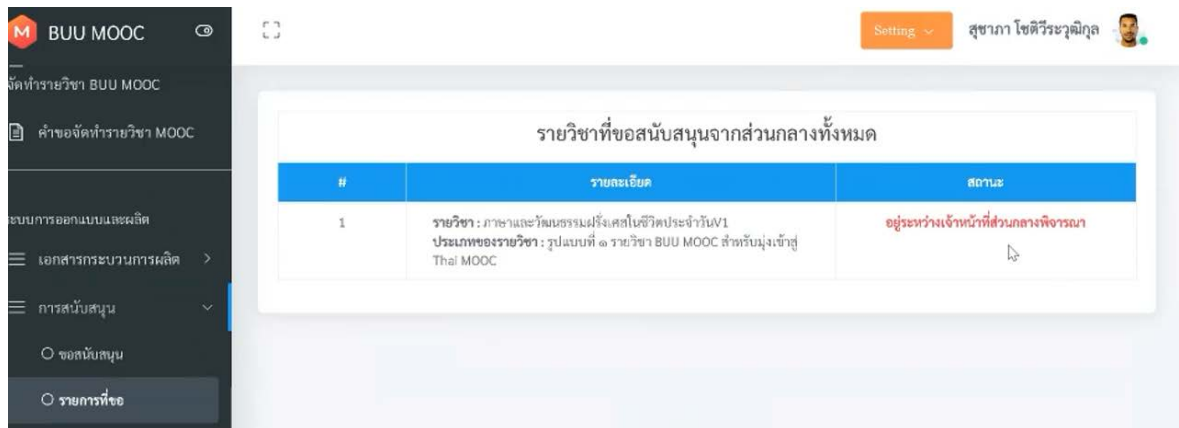 BUU MOOC
Setting
สุชาภา โชติวีระวุฒิกุล
จัดทำรายวิชา BUU MOOC
คำขอจัดทำรายวิชา MOOC
ระบบการออกแบบและผลิต
เอกสารกระบวนการผลิต
การสนับสนุน
ขอสนับสนุน
รายการที่ขอ
รายวิชาที่ขอสนับสนุนจากส่วนกลางทั้งหมด
# รายละเอียด สถานะ
1 รายวิชา : ภาษาและวัฒนธรรมฝรั่งเศสในชีวิตประจำวันV1 อยู่ระหว่างเจ้าหน้าที่ส่วนกลางพิจารณา
ประเภทของรายวิชา : รูปแบบที่ ๑ รายวิชา BUU MOOC สำหรับมุ่งเข้าสู่
Thai MOOC